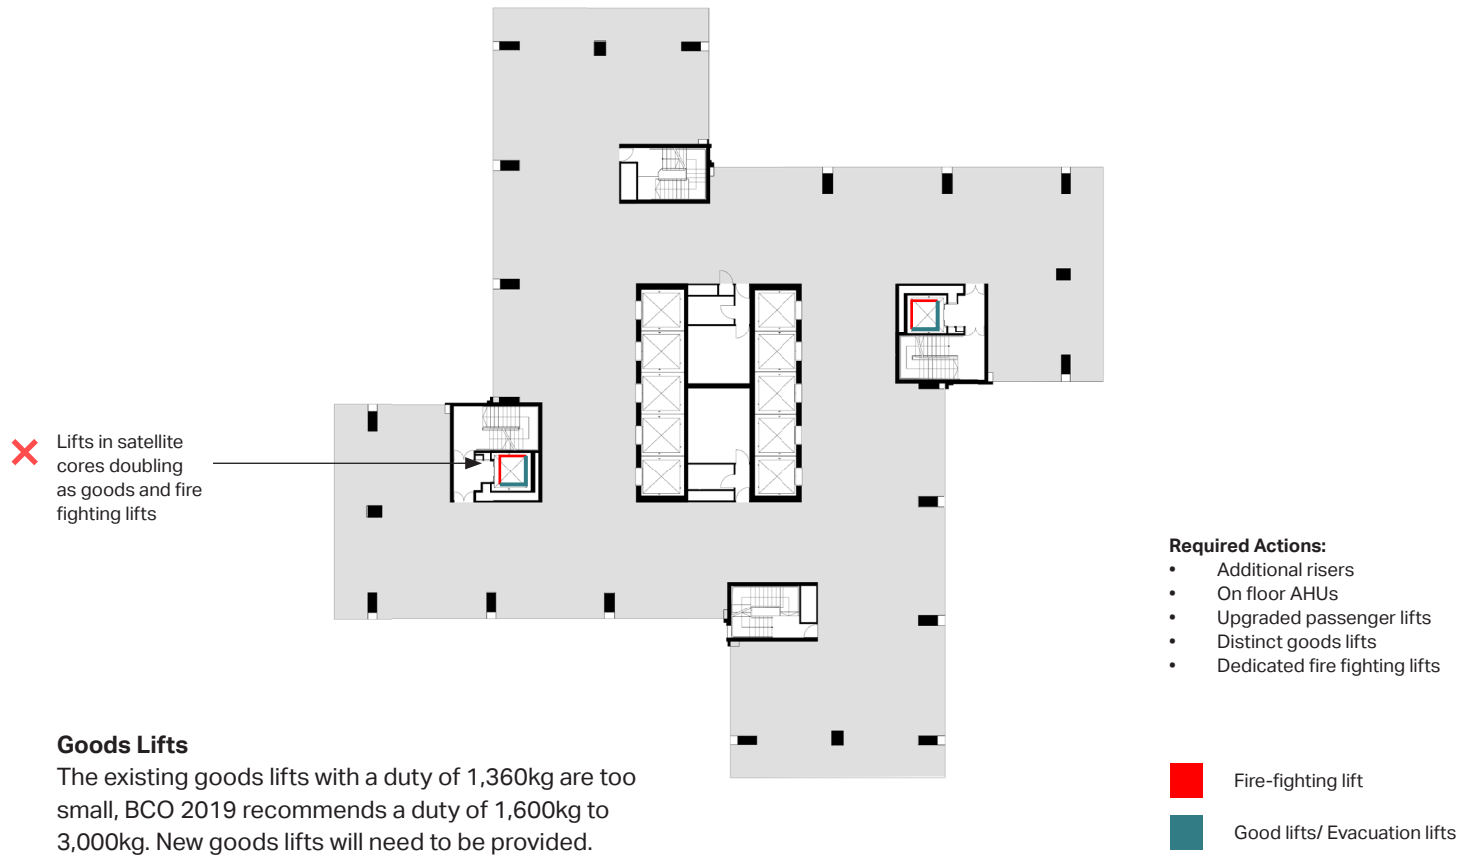 Lifts in satellite
cores doubling
as goods and fire
fighting lifts
Required Actions:
• Additional risers
• On floor AHUs
• Upgraded passenger lifts
• Distinct goods lifts
• Dedicated fire fighting lifts
Goods Lifts
The existing goods lifts with a duty of 1,360kg are too
small, BCO 2019 recommends a duty of 1,600kg to
3,000kg. New goods lifts will need to be provided.
Fire-fighting lift
Good lifts/ Evacuation lifts